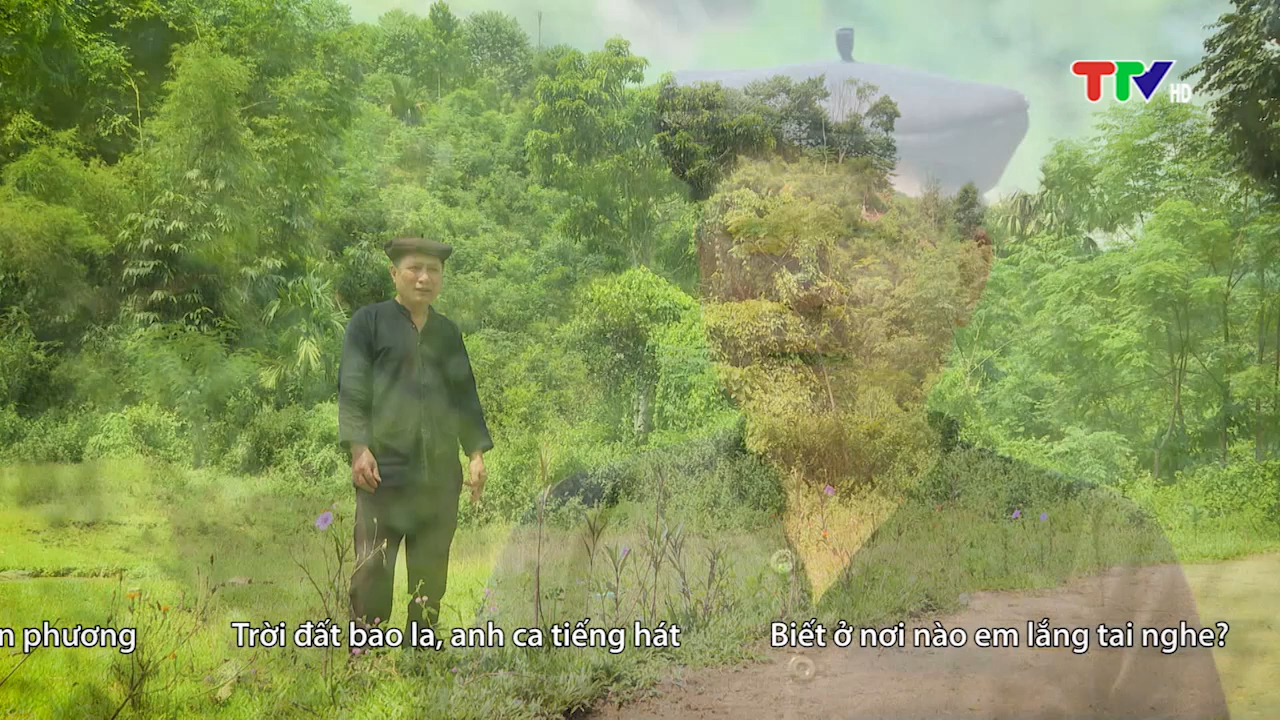 TTV HD
n phương Trời đất bao la, anh ca tiếng hát Biết ở nơi nào em lắng tai nghe?